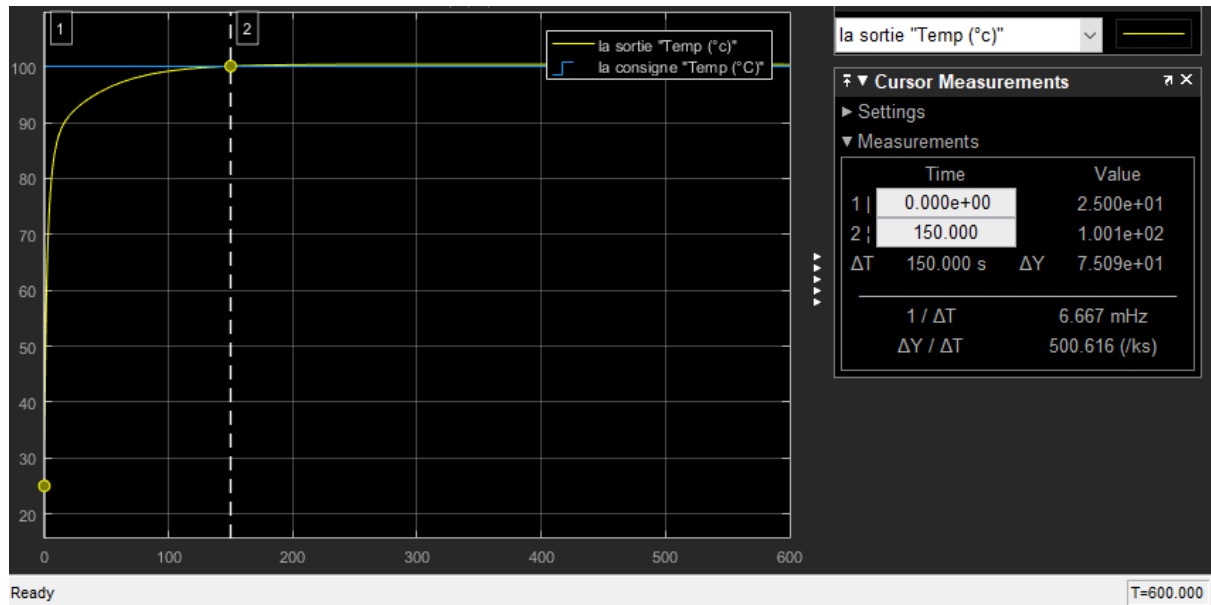 1
2
la sortie "Temp (°c)"
la consigne "Temp (°C)"
100
90
80
70
60
50
40
30
20
0 100 200 300 400 500 600
la sortie "Temp (°c)"
Cursor Measurements
Settings
Measurements
Time Value
1 | 0.000e+00 2.500e+01
2 ¦ 150.000 1.001e+02
ΔT 150.000 s ΔY 7.509e+01
1 / ΔT 6.667 mHz
ΔY / ΔT 500.616 (/ks)
Ready T=600.000